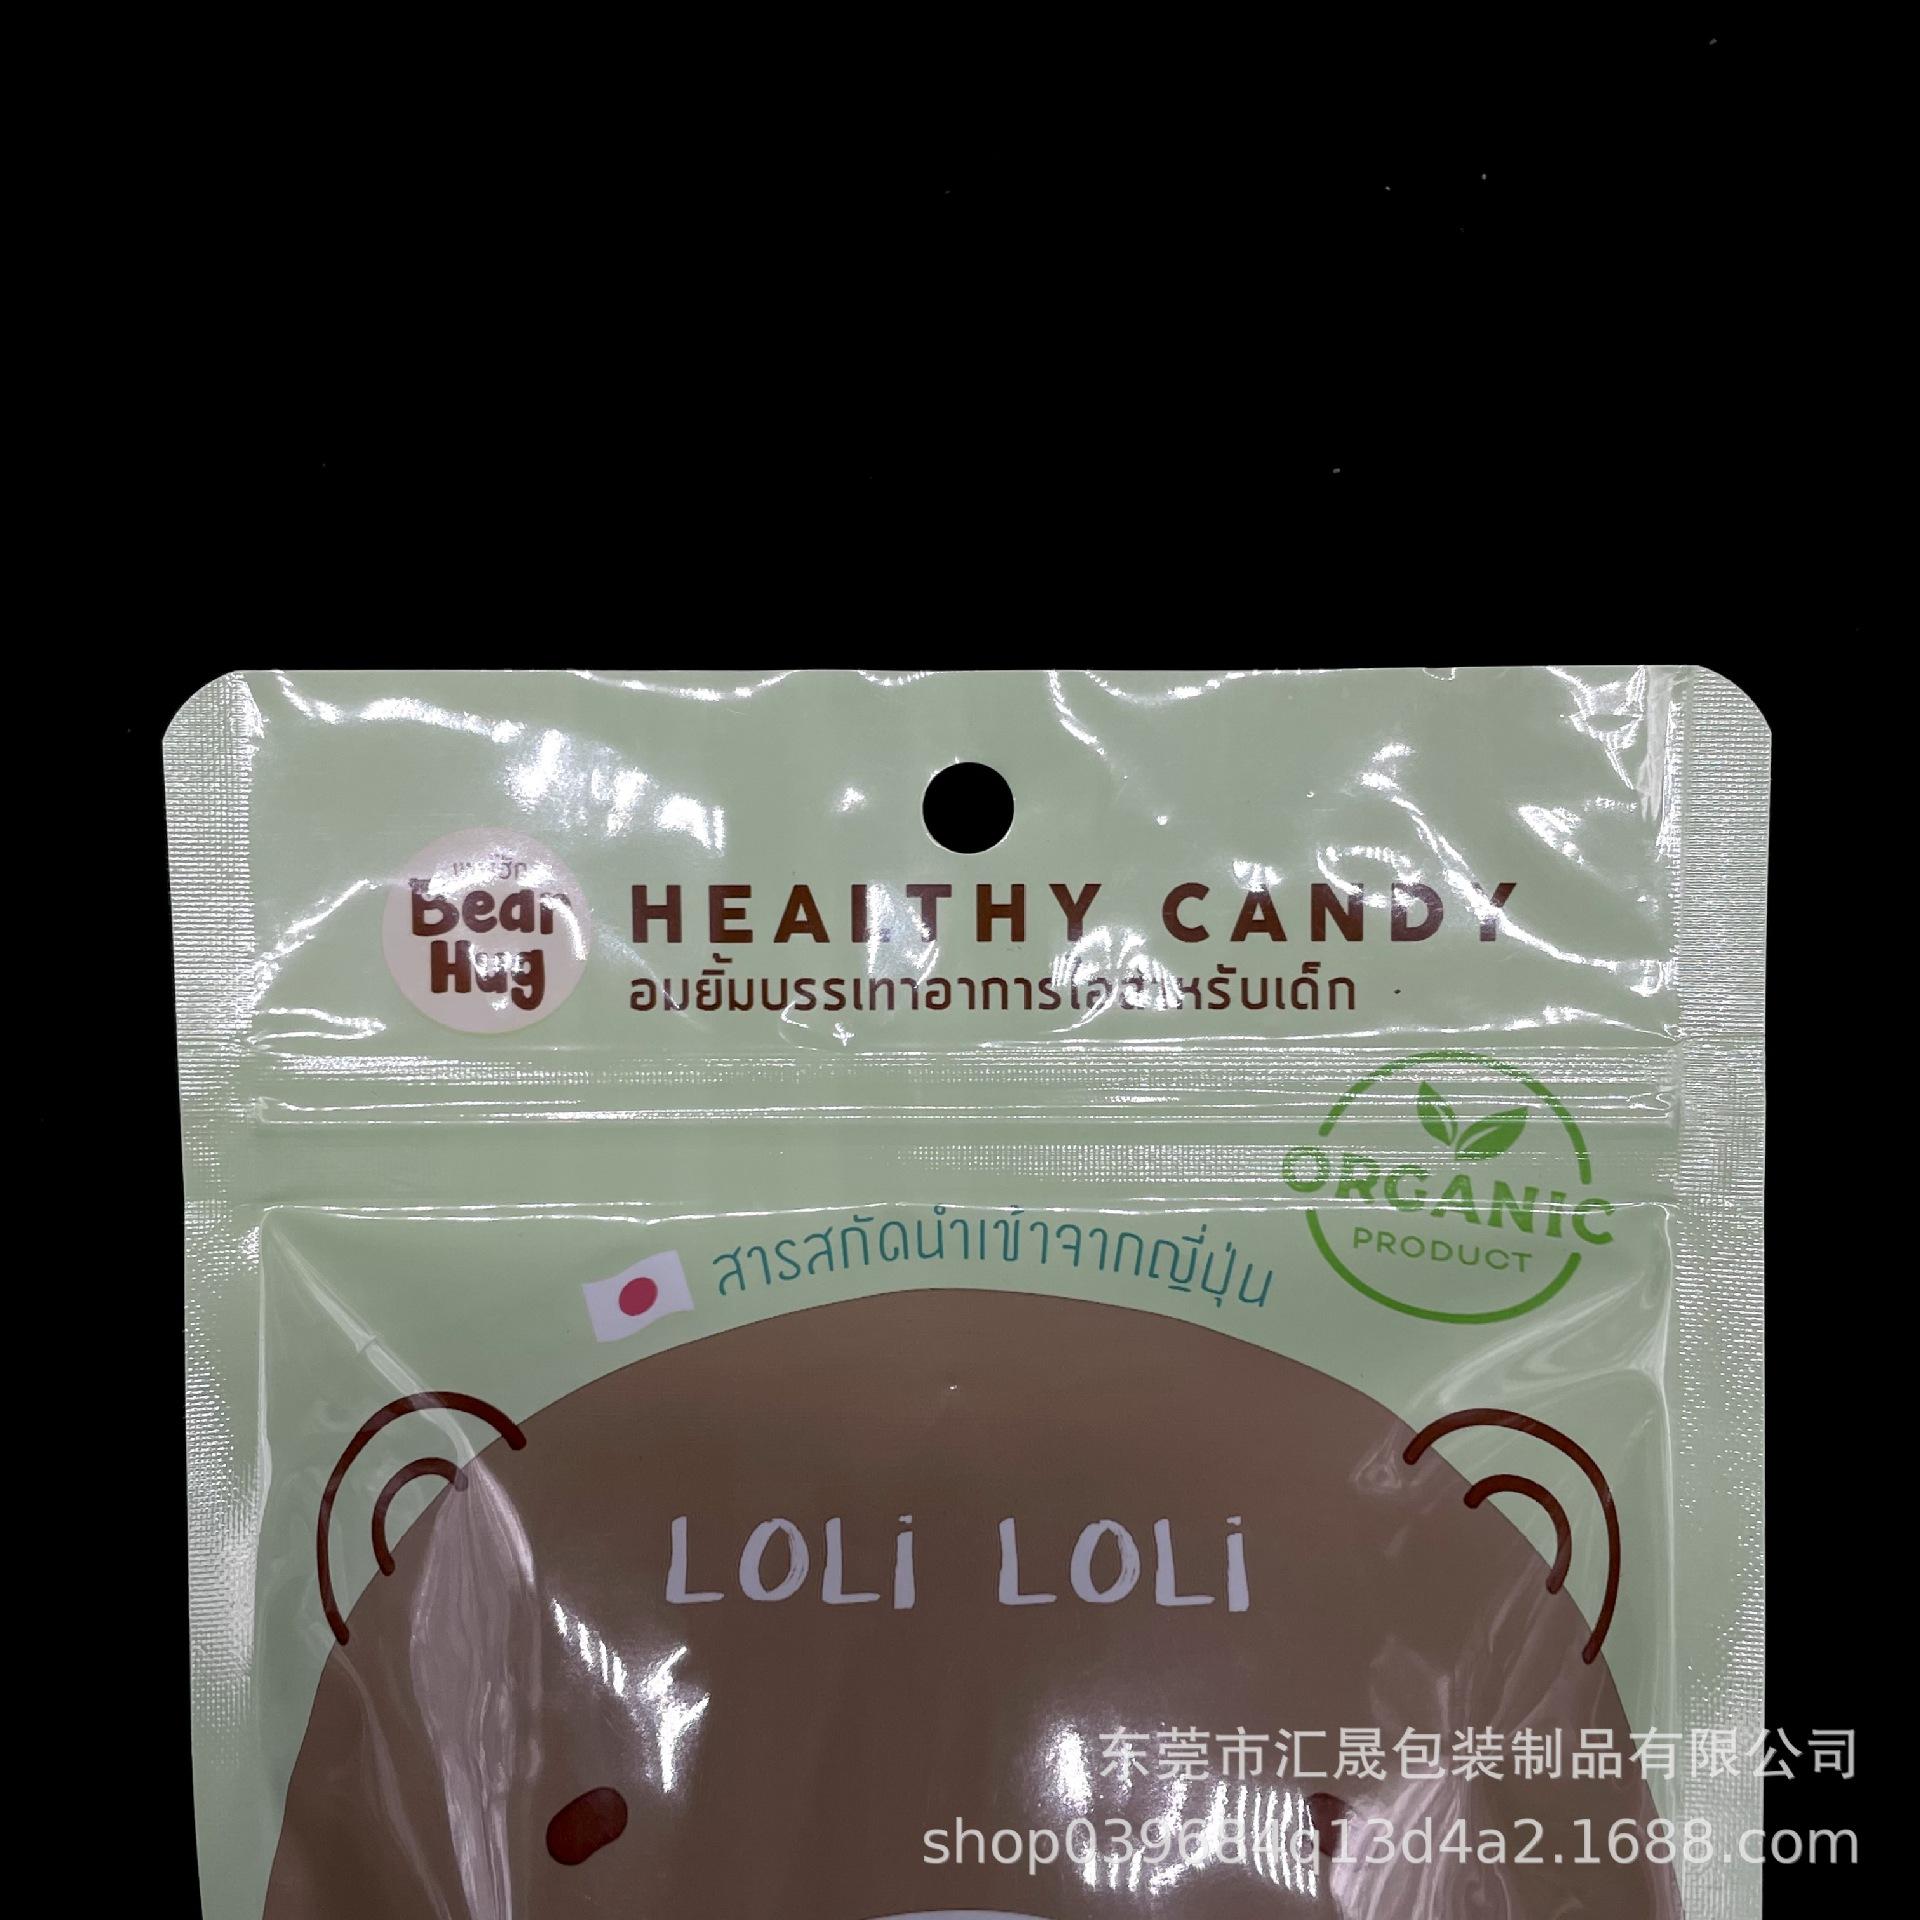 Bear
Hug
HEALTHY CANDY
อมยิ้มบรรเทาอาการไอสำหรับเด็ก
ORGANIC
PRODUCT
สารสกัดนำเข้าจากญี่ปุ่น
LOLi LOLi
东莞市汇晟包装制品有限公司
shop039684q13d4a2.1688.com